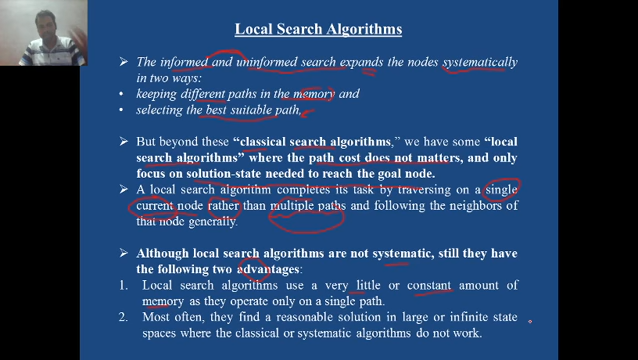 Local Search Algorithms
➤ The informed and uninformed search expands the nodes systematically
in two ways:
• keeping different paths in the memory and
• selecting the best suitable path,
➤ But beyond these “classical search algorithms,” we have some “local
search algorithms” where the path cost does not matters, and only
focus on solution-state needed to reach the goal node.
➤ A local search algorithm completes its task by traversing on a single
current node rather than multiple paths and following the neighbors of
that node generally.
➤ Although local search algorithms are not systematic, still they have
the following two advantages:
1. Local search algorithms use a very little or constant amount of
memory as they operate only on a single path.
2. Most often, they find a reasonable solution in large or infinite state
spaces where the classical or systematic algorithms do not work.